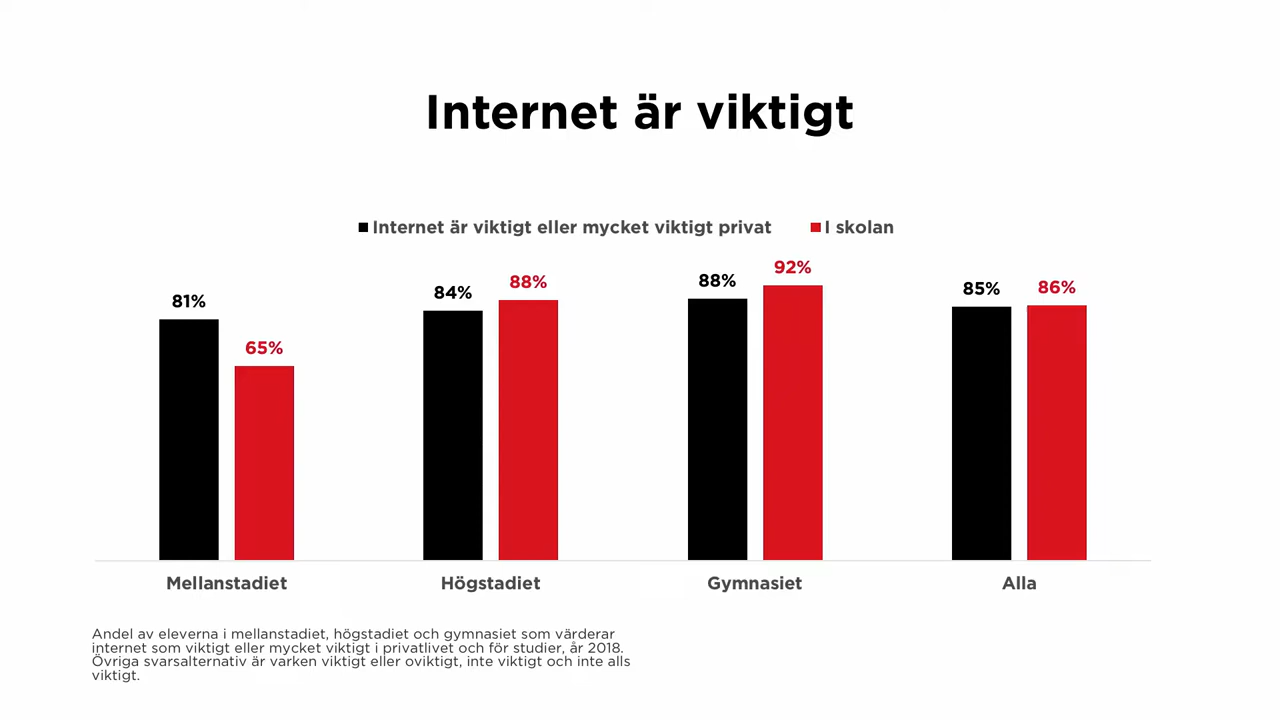 Internet är viktigt
Internet är viktigt eller mycket viktigt privat I skolan
81% 65% 84% 88% 88% 92% 85% 86%
Mellanstadiet Högstadiet Gymnasiet Alla
Andel av eleverna i mellanstadiet, högstadiet och gymnasiet som värderar
internet som viktigt eller mycket viktigt i privatlivet och för studier, år 2018.
Övriga svarsalternativ är varken viktigt eller oviktigt, inte viktigt och inte alls
viktigt.